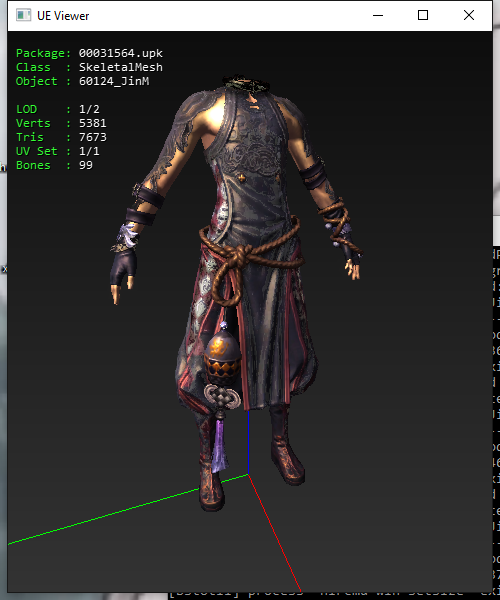 UE Viewer
Package: 00031564.upk
Class : SkeletalMesh
Object : 60124_JinM
LOD : 1/2
Verts : 5381
Tris : 7673
UV Set : 1/1
Bones : 99